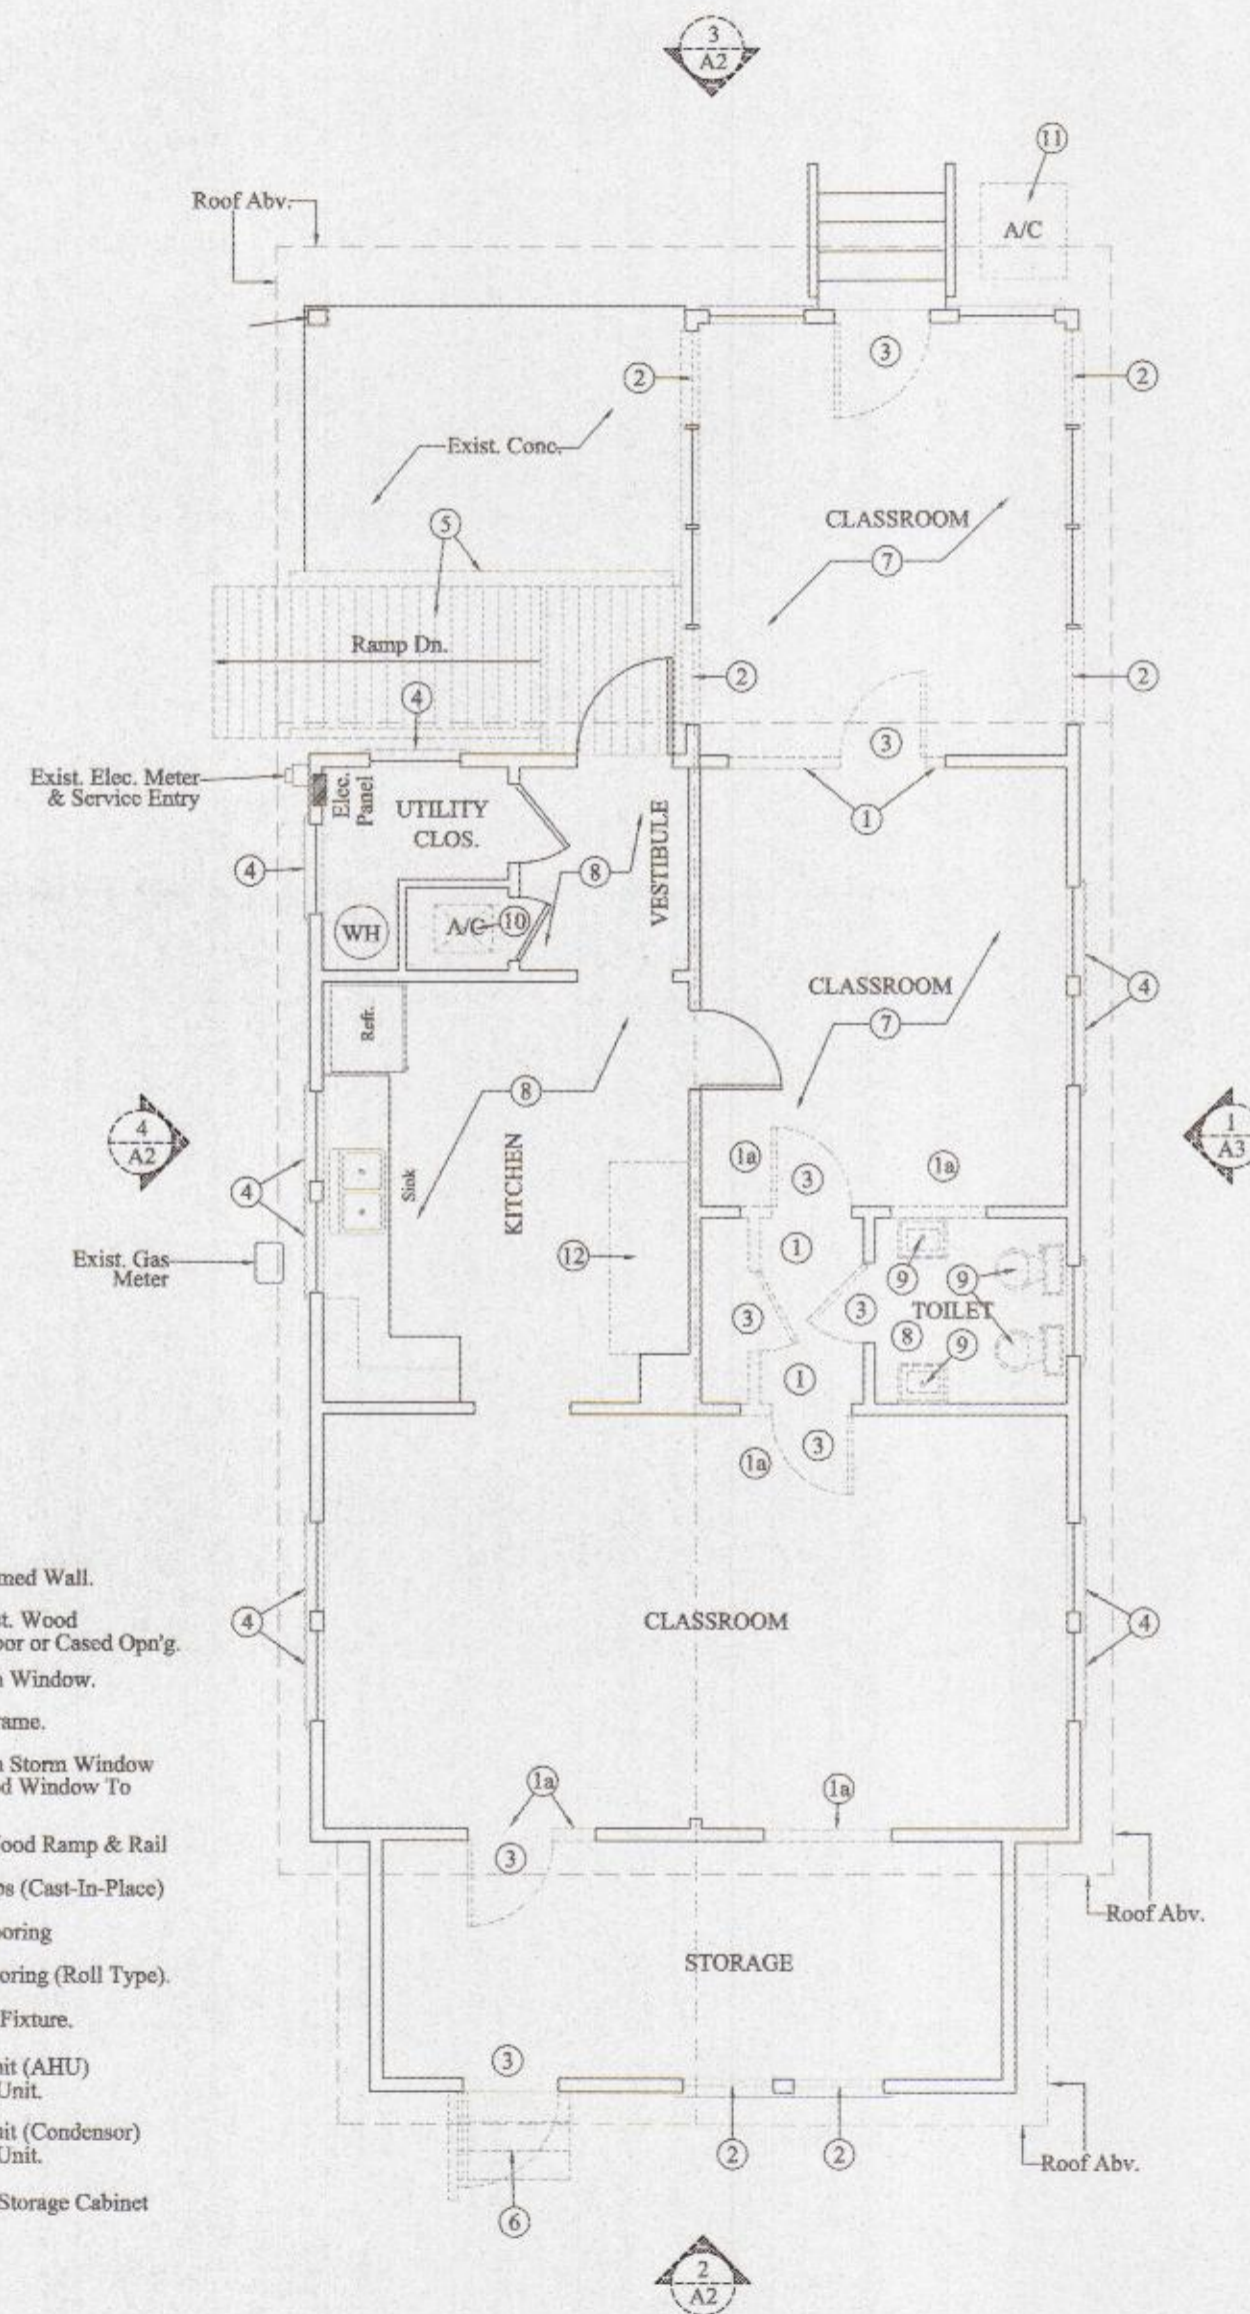 3
A2
11
Roof Abv.
A/C
3
2
2
Exist. Conc.
CLASSROOM
5
7
Ramp Dn.
2
2
4
3
Exist. Elec. Meter
& Service Entry
Elec.
Panel
UTILITY
CLOS.
1
VESTIBULE
4
8
WH
A/C
10
CLASSROOM
4
7
Refr.
8
4
A2
1
A3
KITCHEN
Sink
1a
3
1a
4
1
Exist. Gas
Meter
12
9
9
3
3
TOILET
8
9
1
3
1a
med Wall.
4
CLASSROOM
4
t. Wood
oor or Cased Opn'g.
Window.
ame.
Storm Window
d Window To
1a
1a
ood Ramp & Rail
3
ps (Cast-In-Place)
Roof Abv.
ooring
STORAGE
oring (Roll Type).
Fixture.
3
nit (AHU)
Unit.
nit (Condensor)
Unit.
2
2
Roof Abv.
Storage Cabinet
6
2
A2